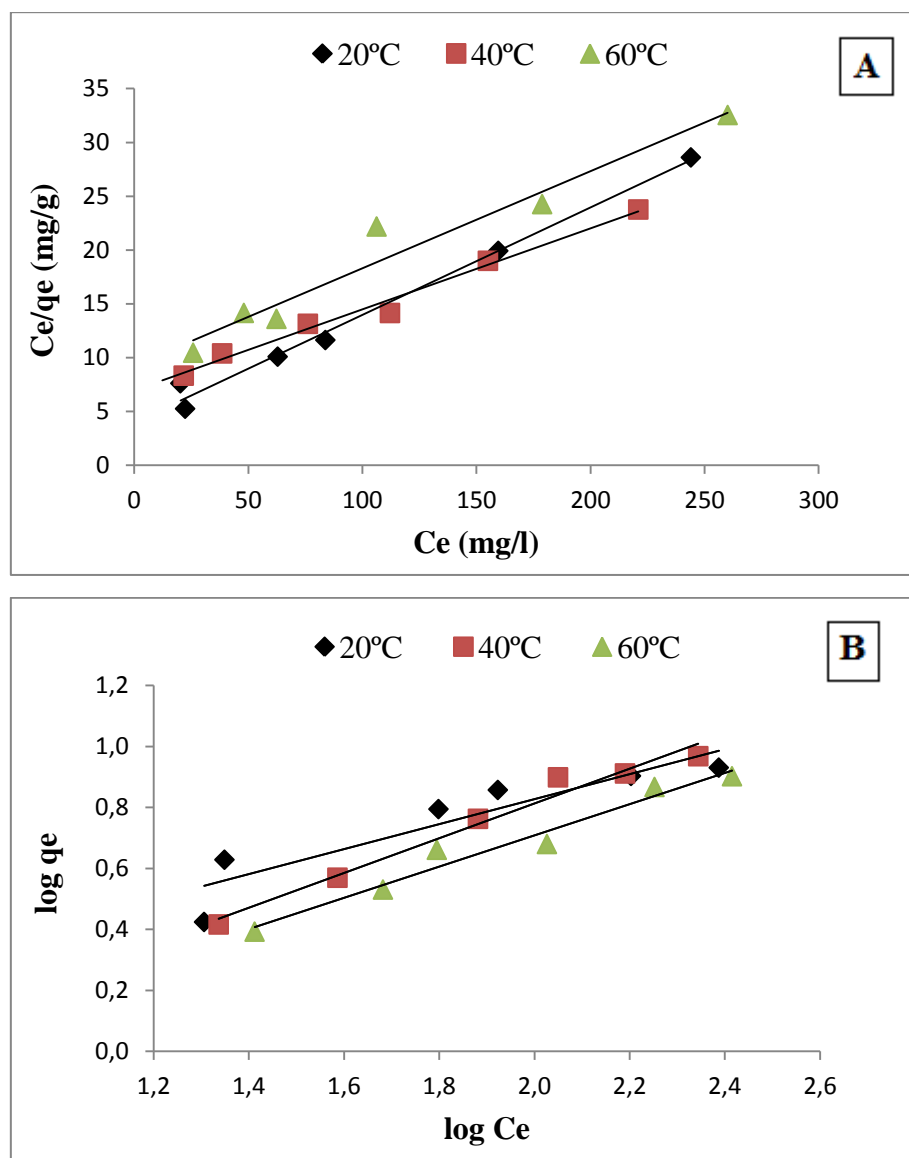 20ºC 40ºC 60ºC
A
35
30
25
20
15
10
5
0
Ce/qe (mg/g)
0 50 100 150 200 250 300
Ce (mg/l)
20ºC 40ºC 60ºC
B
1,2
1,0
0,8
0,6
0,4
0,2
0,0
log qe
1,2 1,4 1,6 1,8 2,0 2,2 2,4 2,6
log Ce